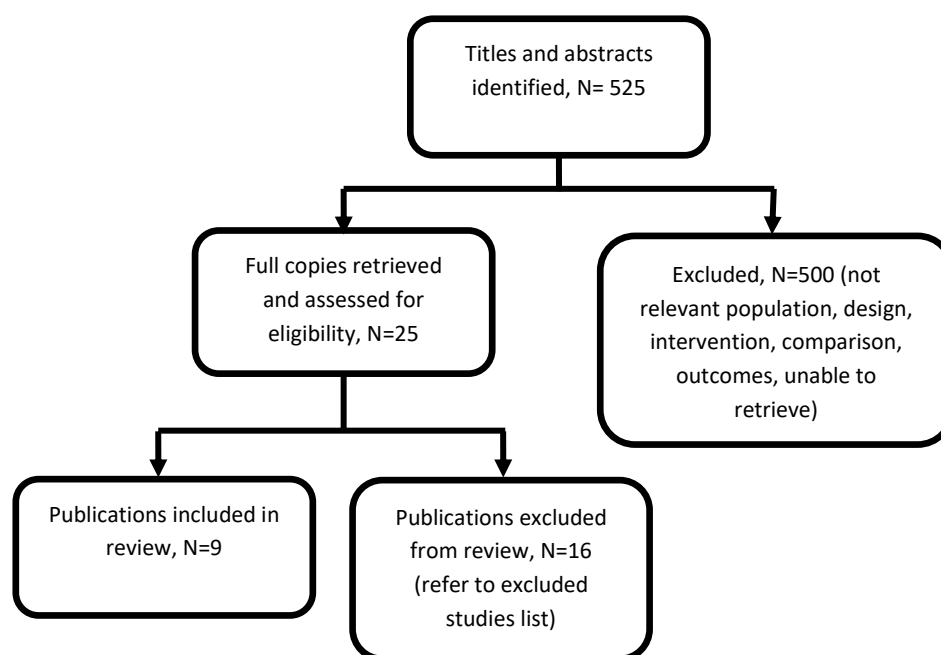 Titles and abstracts
identified, N= 525
Full copies retrieved
and assessed for
eligibility, N=25
Excluded, N=500 (not
relevant population, design,
intervention, comparison,
outcomes, unable to
retrieve)
Publications included in
review, N=9
Publications excluded
from review, N=16
(refer to excluded
studies list)